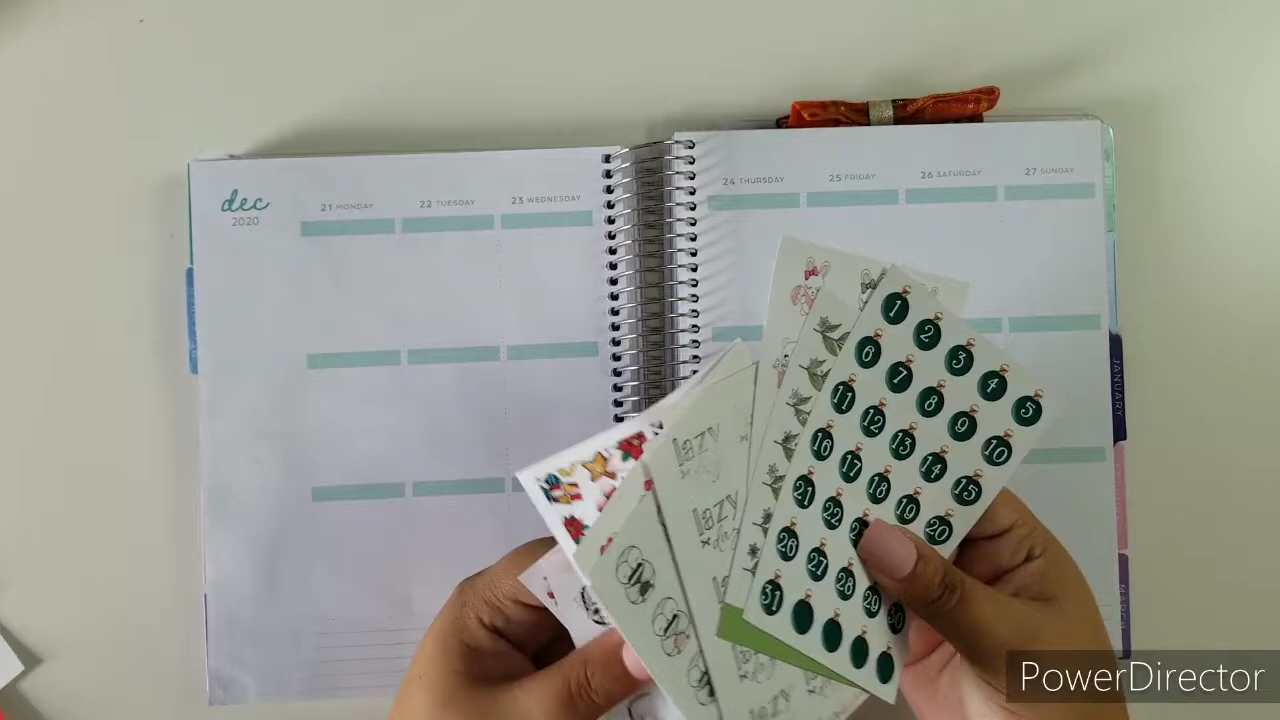 dec
2020
21 MONDAY
22 TUESDAY
23 WEDNESDAY
24 THURSDAY
25 FRIDAY
26 SATURDAY
27 SUNDAY
JANUARY
MARCH
lazy
lazy
x day
1
2
3
4
5
6
7
8
9
10
11
12
13
14
15
16
17
18
19
20
21
22
26
27
28
29
30
31
PowerDirector